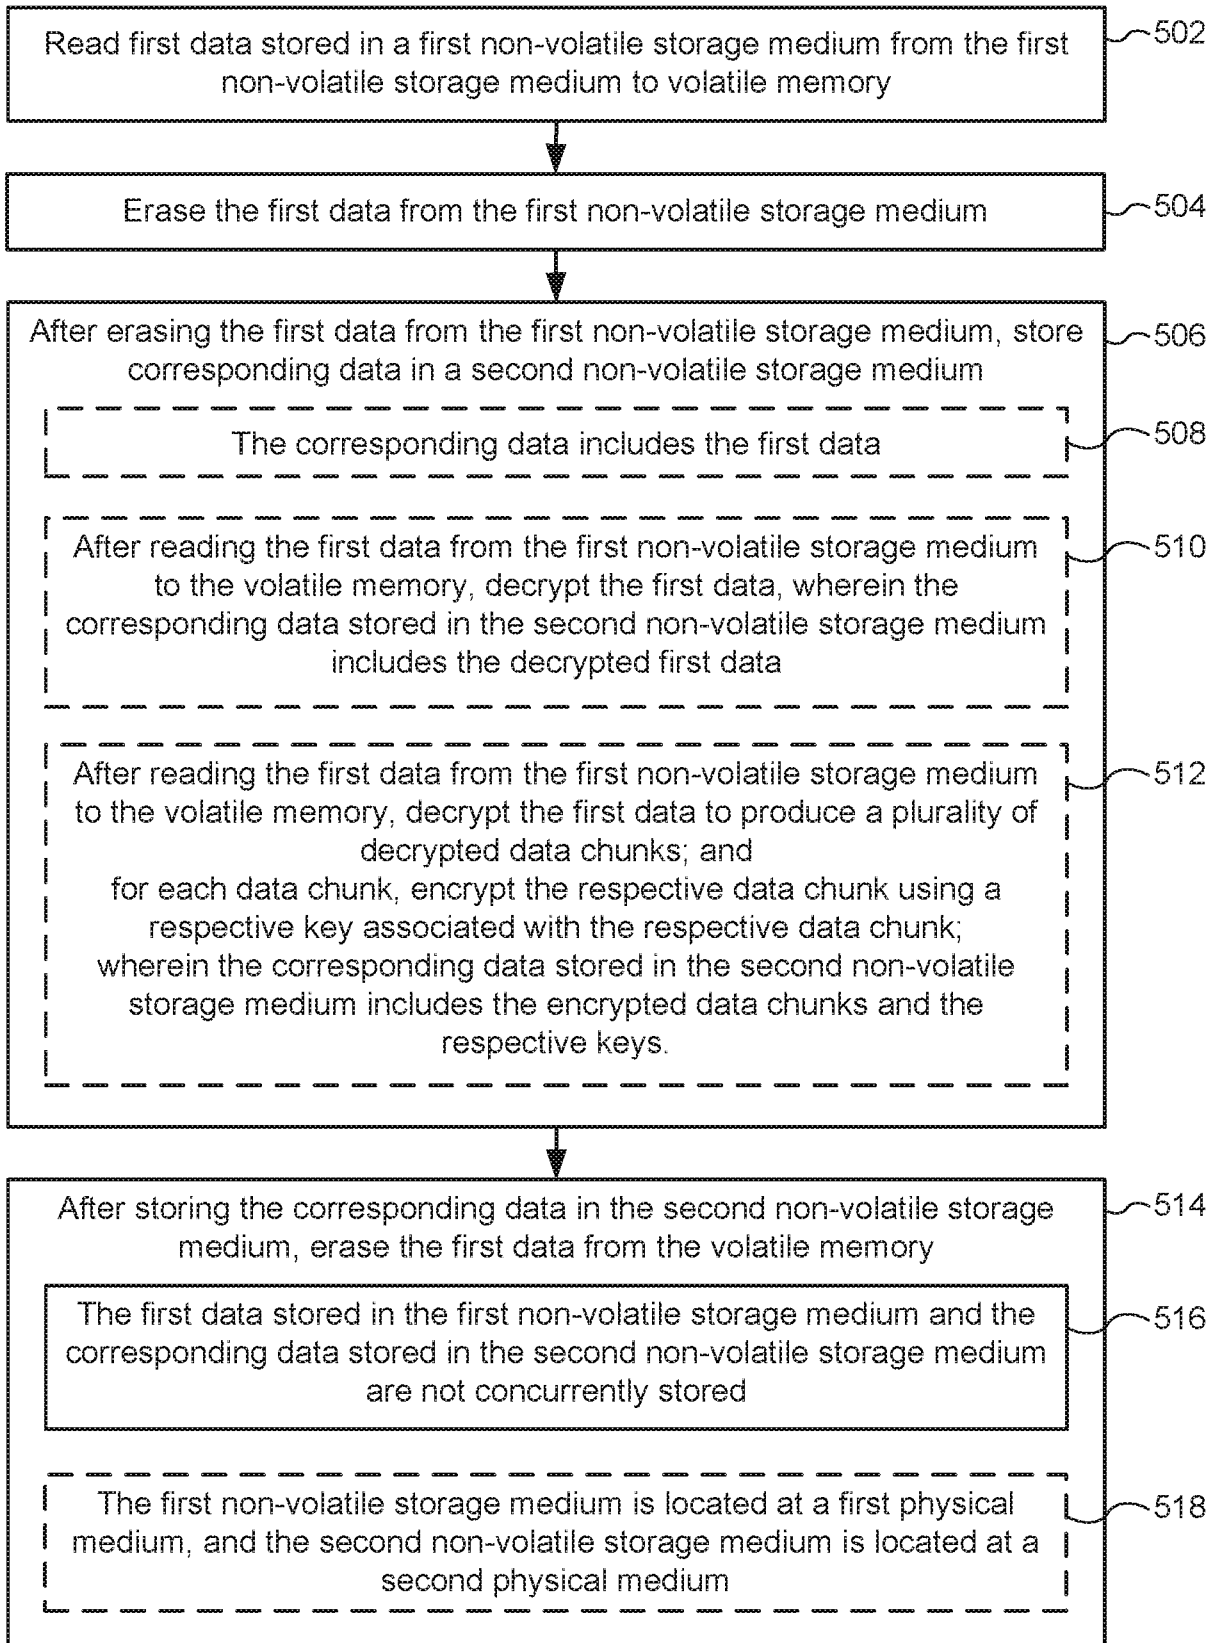 Read first data stored in a first non-volatile storage medium from the first
non-volatile storage medium to volatile memory
502
Erase the first data from the first non-volatile storage medium
504
After erasing the first data from the first non-volatile storage medium, store
corresponding data in a second non-volatile storage medium
506
The corresponding data includes the first data
508
After reading the first data from the first non-volatile storage medium
to the volatile memory, decrypt the first data, wherein the
corresponding data stored in the second non-volatile storage medium
includes the decrypted first data
510
After reading the first data from the first non-volatile storage medium
to the volatile memory, decrypt the first data to produce a plurality of
decrypted data chunks; and
for each data chunk, encrypt the respective data chunk using a
respective key associated with the respective data chunk;
wherein the corresponding data stored in the second non-volatile
storage medium includes the encrypted data chunks and the
respective keys.
512
After storing the corresponding data in the second non-volatile storage
medium, erase the first data from the volatile memory
514
The first data stored in the first non-volatile storage medium and the
corresponding data stored in the second non-volatile storage medium
are not concurrently stored
516
The first non-volatile storage medium is located at a first physical
medium, and the second non-volatile storage medium is located at a
second physical medium
518